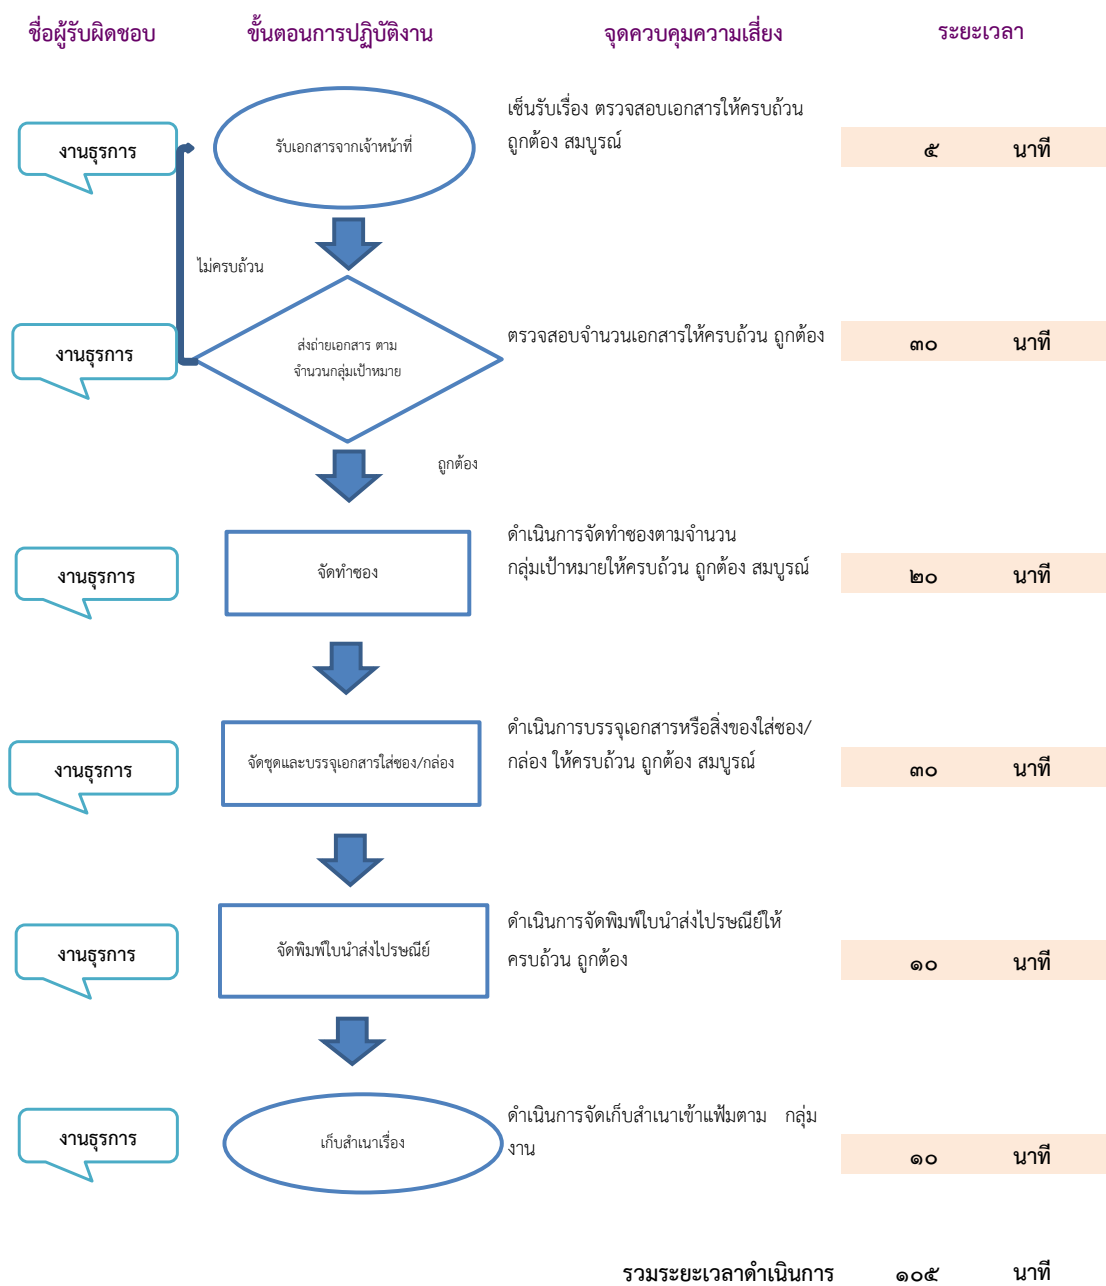 ชื่อผู้รับผิดชอบ ขั้นตอนการปฏิบัติงาน จุดควบคุมความเสี่ยง ระยะเวลา
งานธุรการ
รับเอกสารจากเจ้าหน้าที่
เซ็นรับเรื่อง ตรวจสอบเอกสารให้ครบถ้วน
ถูกต้อง สมบูรณ์
๕ นาที
ไม่ครบถ้วน
งานธุรการ
ส่งถ่ายเอกสาร ตาม
จำนวนกลุ่มเป้าหมาย
ตรวจสอบจำนวนเอกสารให้ครบถ้วน ถูกต้อง
๓๐ นาที
ถูกต้อง
งานธุรการ
จัดทำซอง
ดำเนินการจัดทำซองตามจำนวน
กลุ่มเป้าหมายให้ครบถ้วน ถูกต้อง สมบูรณ์
๒๐ นาที
งานธุรการ
จัดชุดและบรรจุเอกสารใส่ซอง/กล่อง
ดำเนินการบรรจุเอกสารหรือสิ่งของใส่ซอง/
กล่อง ให้ครบถ้วน ถูกต้อง สมบูรณ์
๓๐ นาที
งานธุรการ
จัดพิมพ์ใบนำส่งไปรษณีย์
ดำเนินการจัดพิมพ์ใบนำส่งไปรษณีย์ให้
ครบถ้วน ถูกต้อง
๑๐ นาที
งานธุรการ
เก็บสำเนาเรื่อง
ดำเนินการจัดเก็บสำเนาเข้าแฟ้มตาม กลุ่ม
งาน
๑๐ นาที
รวมระยะเวลาดำเนินการ ๑๐๕ นาที